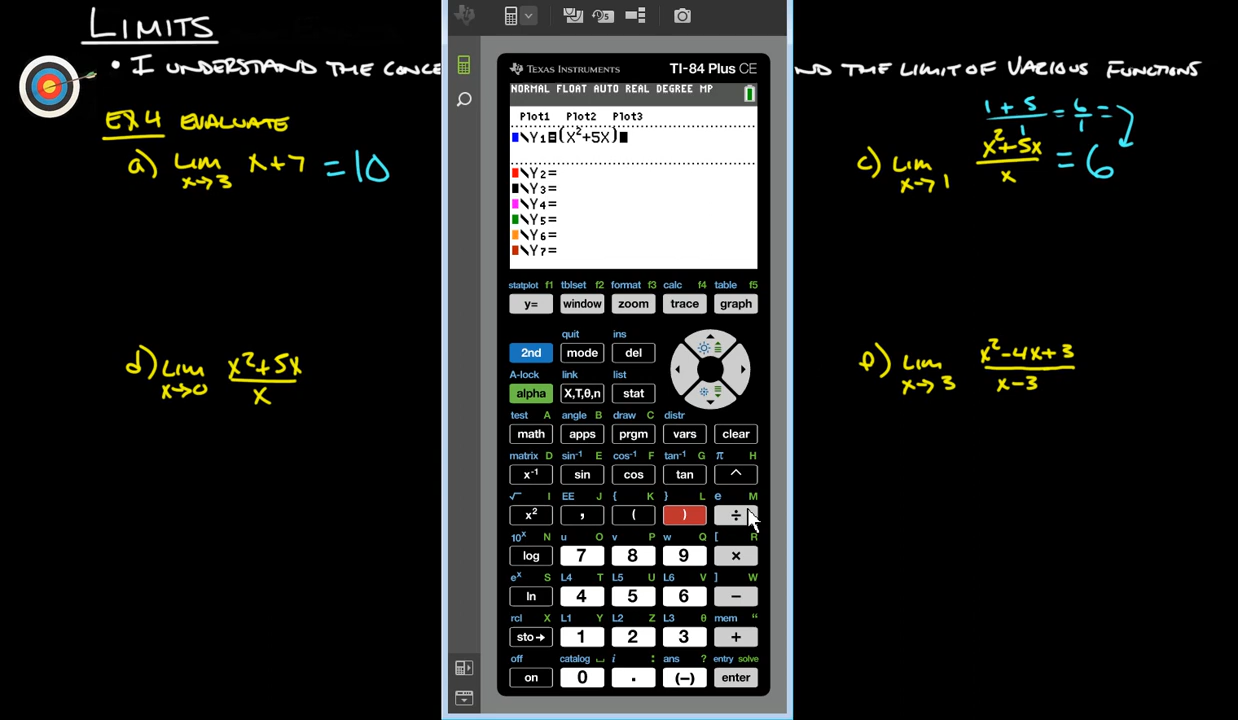 LIMITS
• I UNDERSTAND THE CONCE
ND THE LIMIT OF VARIOUS FUNCTIONS
EX 4 EVALUATE
a) lim x→3 x+7 = 10
c) lim x→1 x²+5x / x = 6
1+5 / 1 = 6/1 =
d) lim x→0 x²+5x / x
f) lim x→3 x²-4x+3 / x-3
TEXAS INSTRUMENTS TI-84 Plus CE
NORMAL FLOAT AUTO REAL DEGREE MP
Plot1 Plot2 Plot3
\Y1=(X²+5X)
\Y2=
\Y3=
\Y4=
\Y5=
\Y6=
\Y7=
statplot f1 tblset f2 format f3 calc f4 table f5
y= window zoom trace graph
quit ins
2nd mode del
A-lock link list
alpha X,T,θ,n stat
test A angle B draw C distr
math apps prgm vars clear
matrix D sin⁻¹ E cos⁻¹ F tan⁻¹ G π H
x⁻¹ sin cos tan ^
√ I EE J { K } L e M
x² , ( ) ÷
10ˣ N u O v P w Q [ R
log 7 8 9 ×
eˣ S L4 T L5 U L6 V ] W
ln 4 5 6 −
rcl X L1 Y L2 Z L3 θ mem "
sto→ 1 2 3 +
off catalog ⎵ i : ans ? entry solve
on 0 . (−) enter